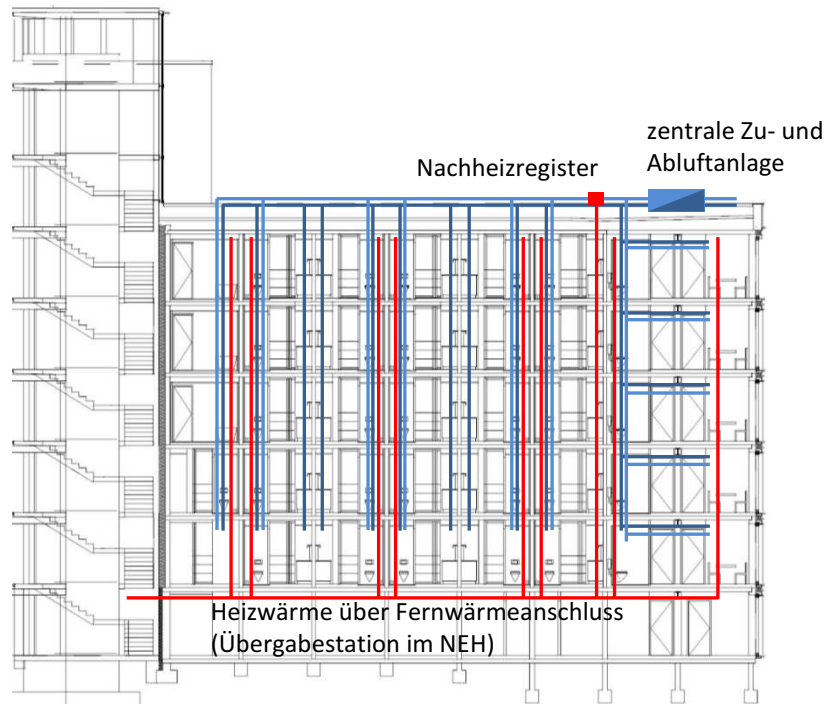 zentrale Zu- und
Abluftanlage
Nachheizregister
Heizwärme über Fernwärmeanschluss
(Übergabestation im NEH)